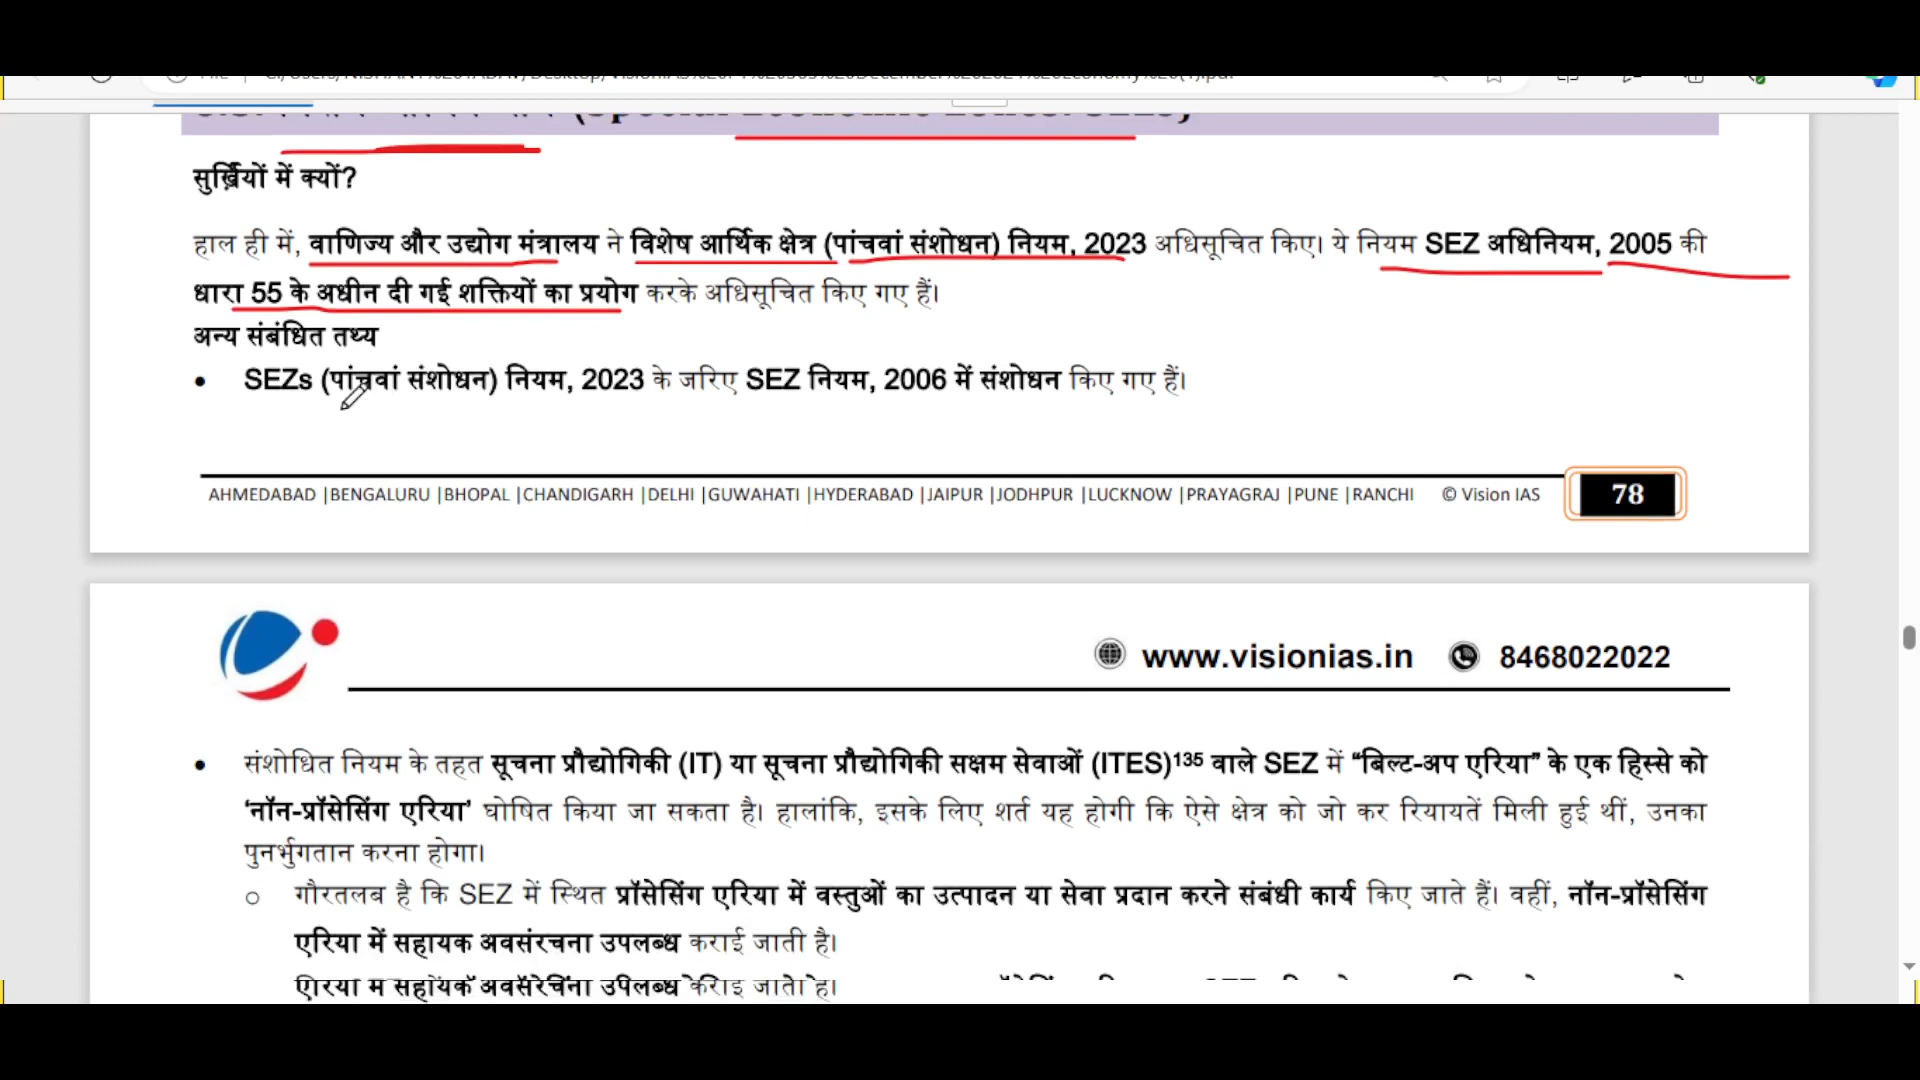 (Special Economic Zones: SEZs)
सुर्ख़ियों में क्यों?
हाल ही में, वाणिज्य और उद्योग मंत्रालय ने विशेष आर्थिक क्षेत्र (पांचवां संशोधन) नियम, 2023 अधिसूचित किए। ये नियम SEZ अधिनियम, 2005 की
धारा 55 के अधीन दी गई शक्तियों का प्रयोग करके अधिसूचित किए गए हैं।
अन्य संबंधित तथ्य
• SEZs (पांचवां संशोधन) नियम, 2023 के जरिए SEZ नियम, 2006 में संशोधन किए गए हैं।
AHMEDABAD |BENGALURU |BHOPAL |CHANDIGARH |DELHI |GUWAHATI |HYDERABAD |JAIPUR |JODHPUR |LUCKNOW |PRAYAGRAJ |PUNE |RANCHI © Vision IAS 78
www.visionias.in 8468022022
• संशोधित नियम के तहत सूचना प्रौद्योगिकी (IT) या सूचना प्रौद्योगिकी सक्षम सेवाओं (ITES)135 वाले SEZ में “बिल्ट-अप एरिया” के एक हिस्से को
‘नॉन-प्रॉसेसिंग एरिया’ घोषित किया जा सकता है। हालांकि, इसके लिए शर्त यह होगी कि ऐसे क्षेत्र को जो कर रियायतें मिली हुई थीं, उनका
पुनर्भुगतान करना होगा।
o गौरतलब है कि SEZ में स्थित प्रॉसेसिंग एरिया में वस्तुओं का उत्पादन या सेवा प्रदान करने संबंधी कार्य किए जाते हैं। वहीं, नॉन-प्रॉसेसिंग
एरिया में सहायक अवसंरचना उपलब्ध कराई जाती है।